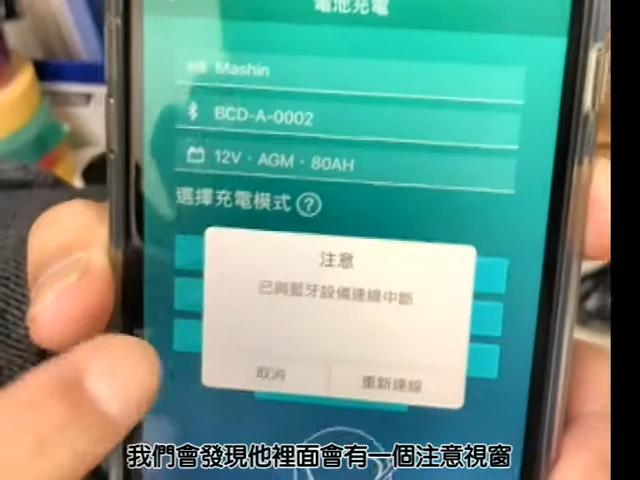 電池充電
Mashin
BCD-A-0002
12V、AGM、80AH
選擇充電模式 ?
注意
已與藍牙設備連線中斷
取消 重新連線
我們會發現他裡面會有一個注意視窗